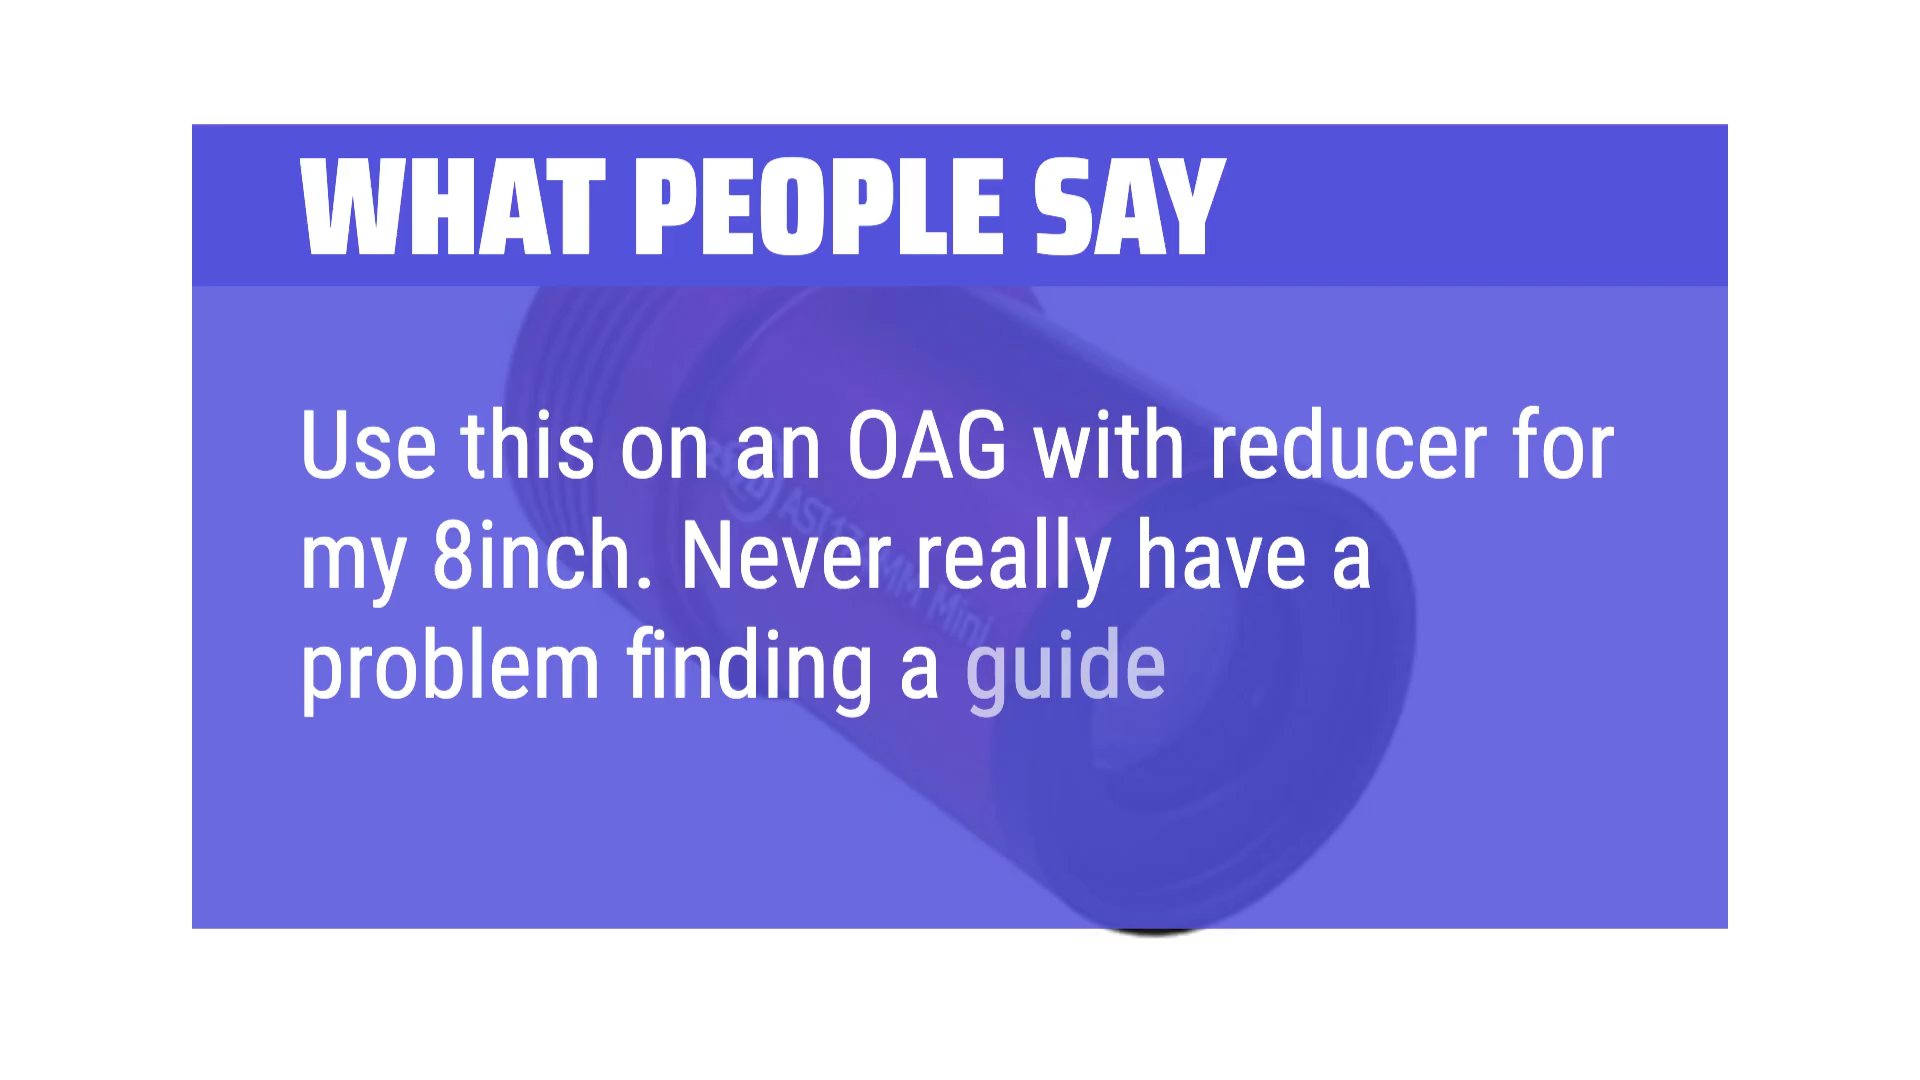 WHAT PEOPLE SAY
Use this on an OAG with reducer for
my 8inch. Never really have a
problem finding a guide
Mini